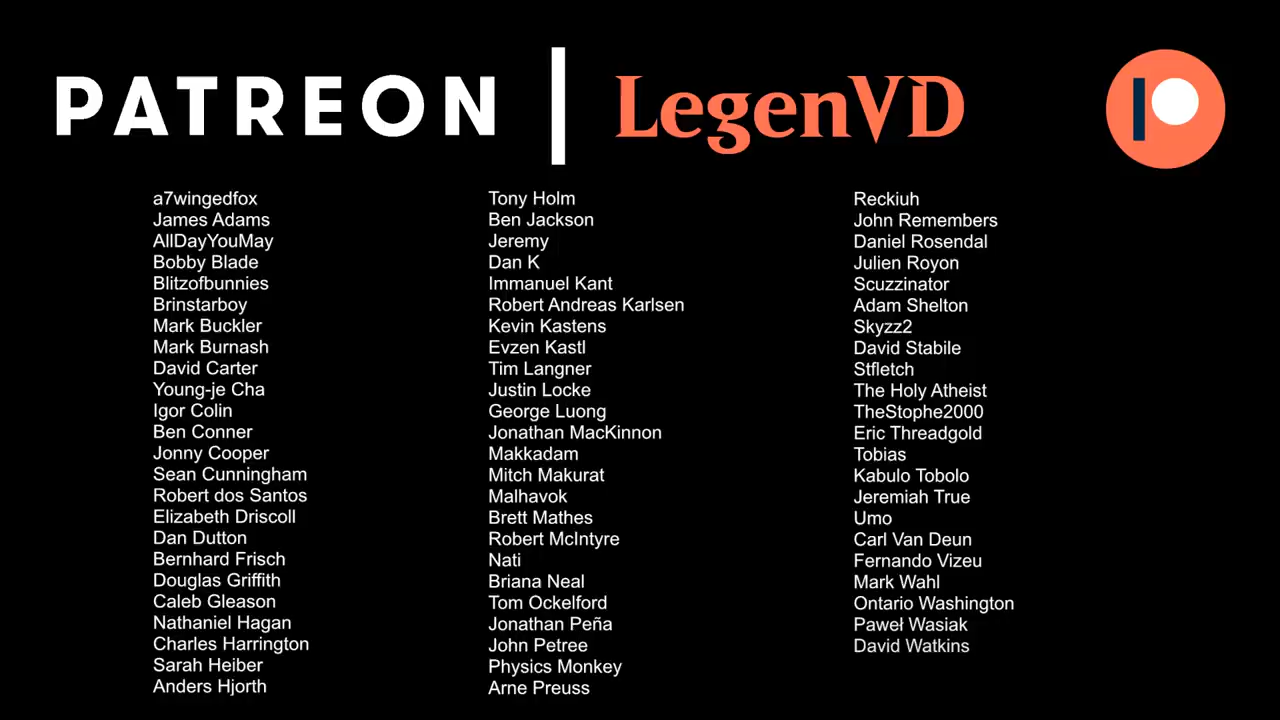 PATREON | LegenVD
a7wingedfox
James Adams
AllDayYouMay
Bobby Blade
Blitzofbunnies
Brinstarboy
Mark Buckler
Mark Burnash
David Carter
Young-je Cha
Igor Colin
Ben Conner
Jonny Cooper
Sean Cunningham
Robert dos Santos
Elizabeth Driscoll
Dan Dutton
Bernhard Frisch
Douglas Griffith
Caleb Gleason
Nathaniel Hagan
Charles Harrington
Sarah Heiber
Anders Hjorth
Tony Holm
Ben Jackson
Jeremy
Dan K
Immanuel Kant
Robert Andreas Karlsen
Kevin Kastens
Evzen Kastl
Tim Langner
Justin Locke
George Luong
Jonathan MacKinnon
Makkadam
Mitch Makurat
Malhavok
Brett Mathes
Robert McIntyre
Nati
Briana Neal
Tom Ockelford
Jonathan Peña
John Petree
Physics Monkey
Arne Preuss
Reckiuh
John Remembers
Daniel Rosendal
Julien Royon
Scuzzinator
Adam Shelton
Skyzz2
David Stabile
Stfletch
The Holy Atheist
TheStophe2000
Eric Threadgold
Tobias
Kabulo Tobolo
Jeremiah True
Umo
Carl Van Deun
Fernando Vizeu
Mark Wahl
Ontario Washington
Paweł Wasiak
David Watkins